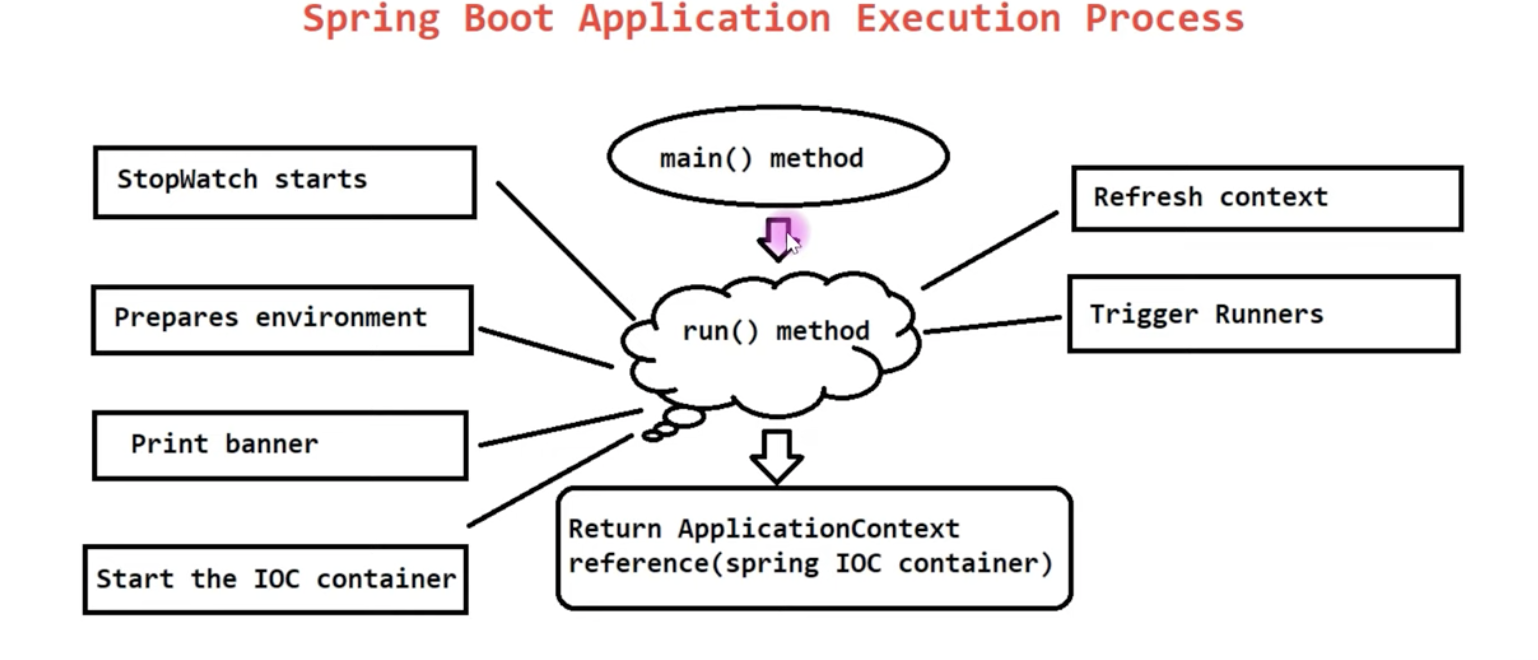 Spring Boot Application Execution Process
main() method
StopWatch starts
Prepares environment
Print banner
Start the IOC container
run() method
Refresh context
Trigger Runners
Return ApplicationContext
reference(spring IOC container)